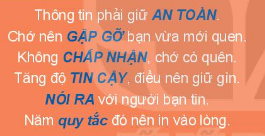 Thông tin phải giữ AN TOÀN.
Chớ nên GẶP GỠ bạn vừa mới quen.
Không CHẤP NHẬN, chớ có quên.
Tăng độ TIN CẬY, điều nên giữ gìn.
NÓI RA với người bạn tin.
Năm quy tắc đó nên in vào lòng.